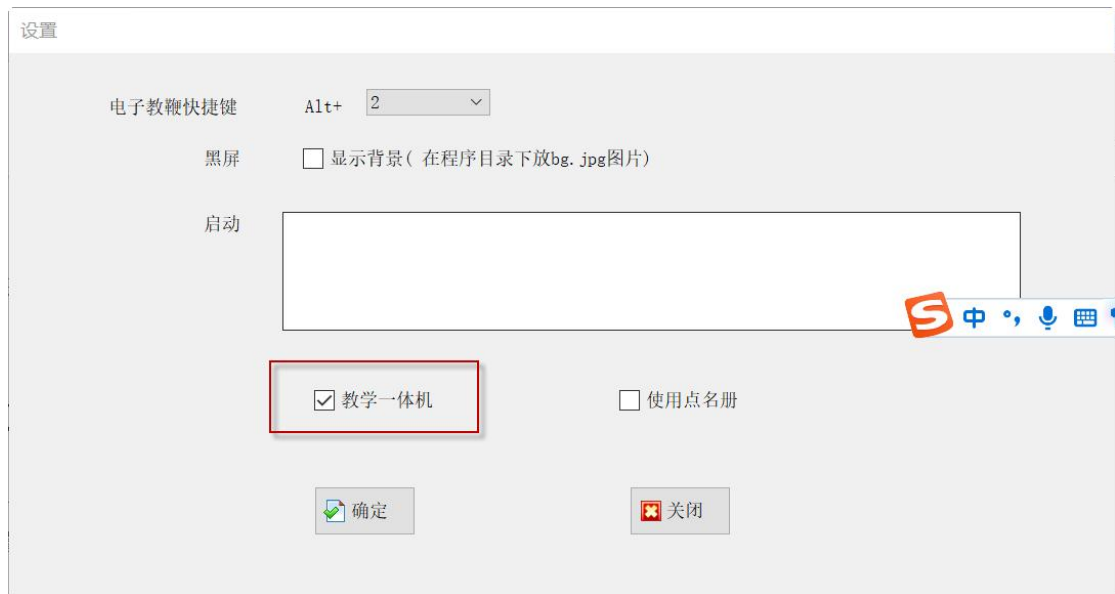 设置
电子教鞭快捷键 Alt+ 2
黑屏 显示背景( 在程序目录下放bg.jpg图片)
启动
中
教学一体机 使用点名册
确定 关闭